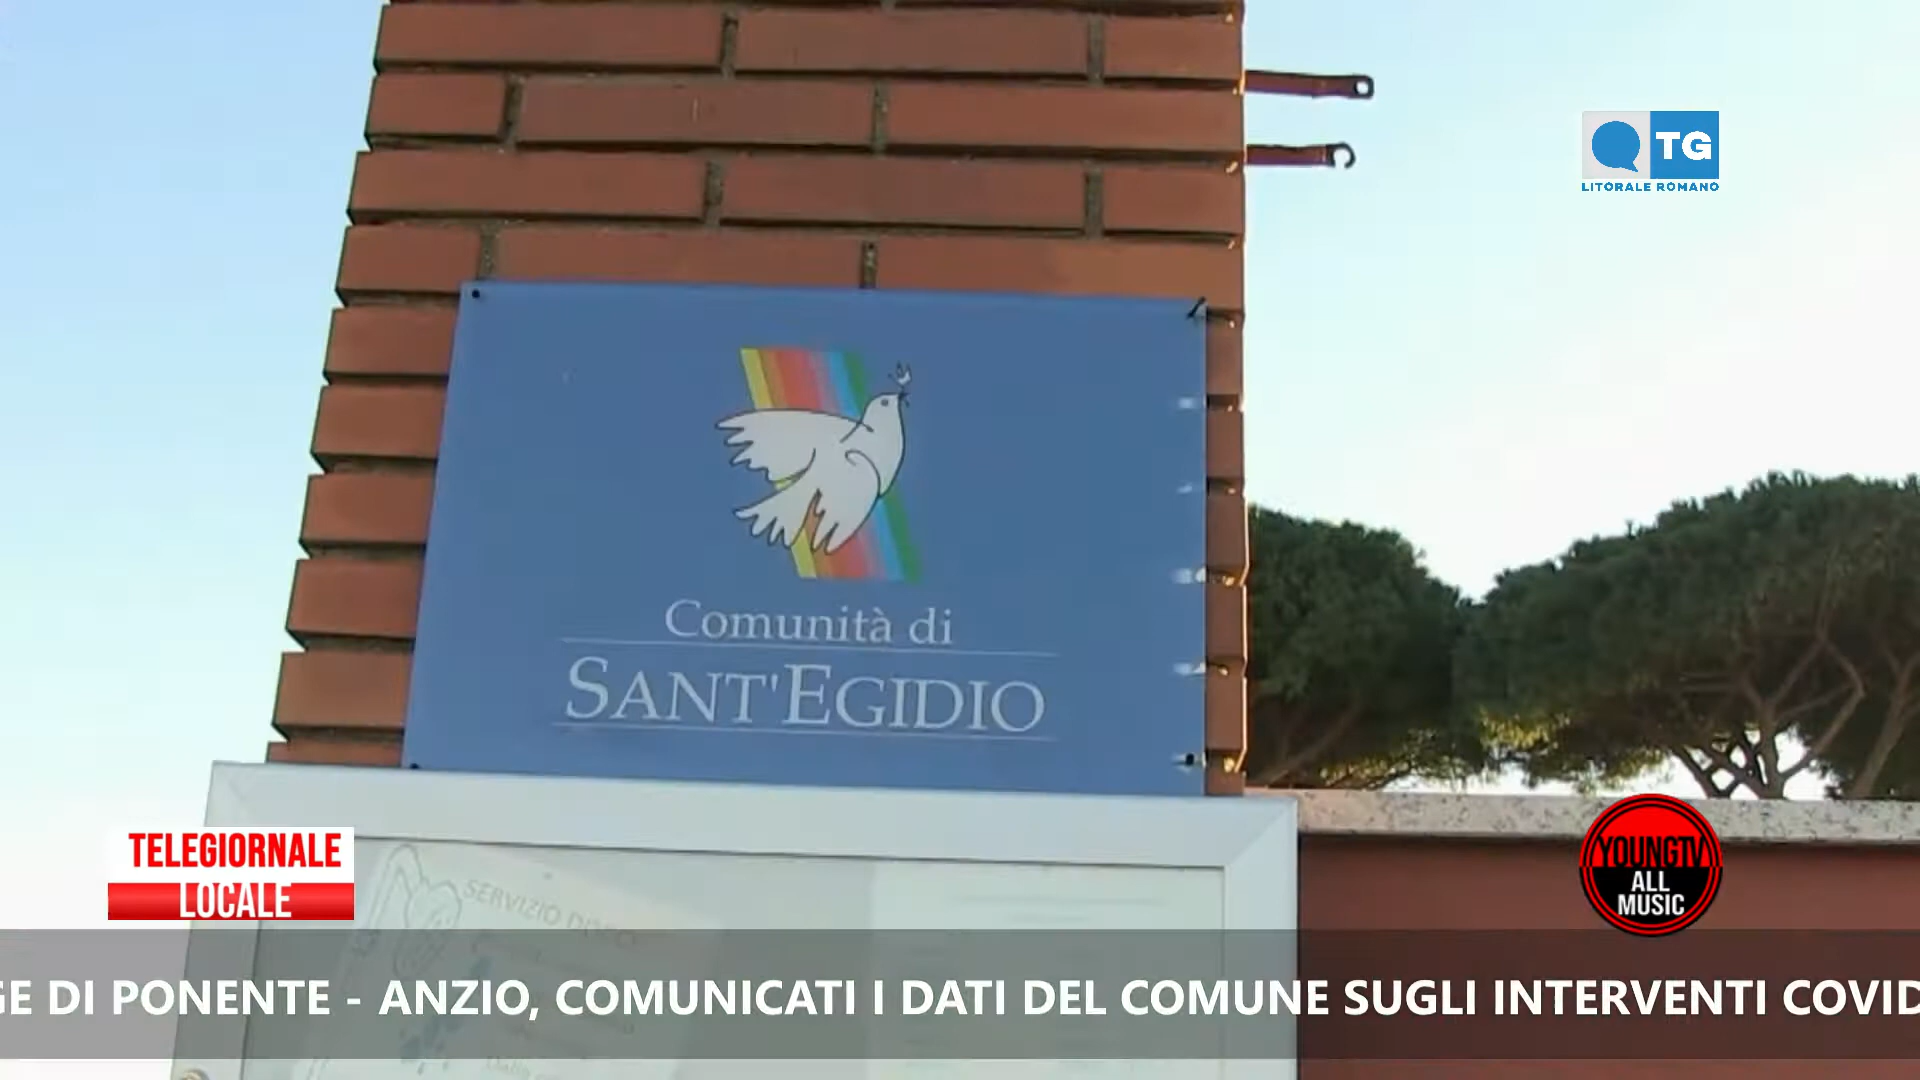 TG
LITORALE ROMANO
Comunità di
SANT'EGIDIO
TELEGIORNALE
LOCALE
YOUNGTV
ALL
MUSIC
SERVIZIO
GE DI PONENTE - ANZIO, COMUNICATI I DATI DEL COMUNE SUGLI INTERVENTI COVID